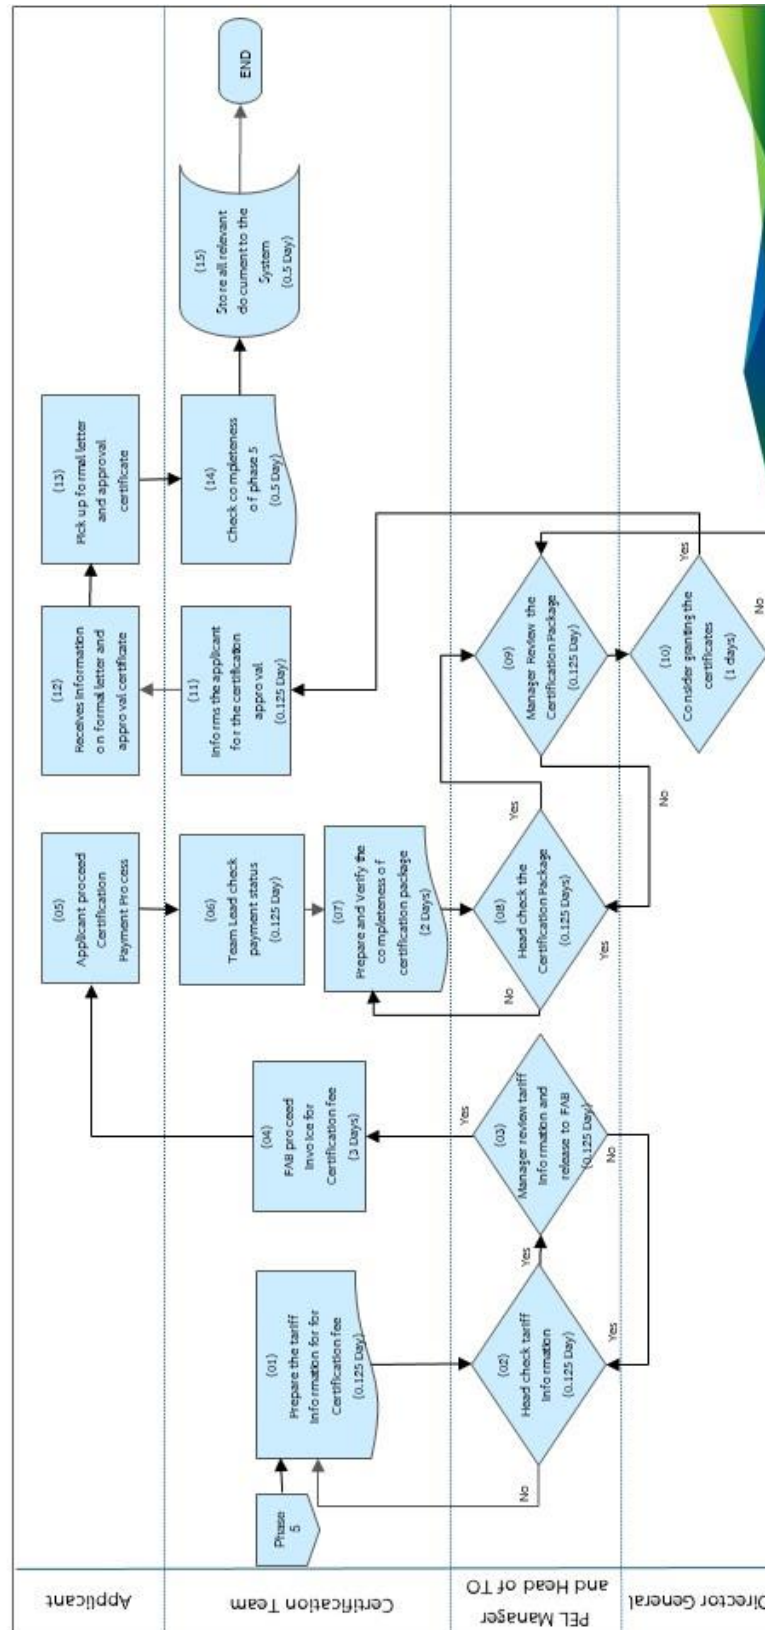 Applicant
Certification Team
PEL Manager
and Head of TO
Director General
Phase
5
(01)
Prepare the tariff
Information for for
Certification fee
(0.125 Day)
(02)
Head check tariff
Information
(0.125 Day)
No
Yes
Yes
(03)
Manager review tariff
Information and
release to FAB
(0.125 Day)
No
Yes
(04)
FAB proceed
Invoice for
Certification fee
(3 Days)
(05)
Applicant proceed
Certification
Payment Process
(06)
Team Lead check
payment status
(0.125 Day)
(07)
Prepare and Verify the
completeness of
certification package
(2 Days)
(08)
Head check the
Certification Package
(0.125 Days)
No
Yes
Yes
(09)
Manager Review the
Certification Package
(0.125 Day)
No
(10)
Consider granting the
certificates
(1 days)
Yes
No
(11)
Informs the applicant
for the certification
approval
(0.125 Day)
(12)
Receives Information
on formal letter and
approval certificate
(13)
Pick up formal letter
and approval
certificate
(14)
Check completeness
of phase 5
(0.5 Day)
(15)
Store all relevant
document to the
System
(0.5 Day)
END